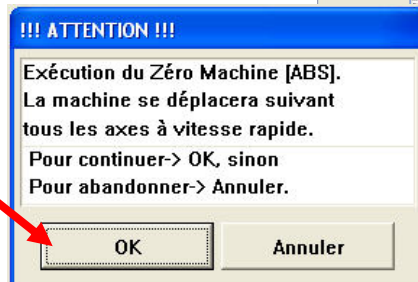 !!! ATTENTION !!!
Exécution du Zéro Machine [ABS].
La machine se déplacera suivant
tous les axes à vitesse rapide.
Pour continuer-> OK, sinon
Pour abandonner-> Annuler.
OK
Annuler